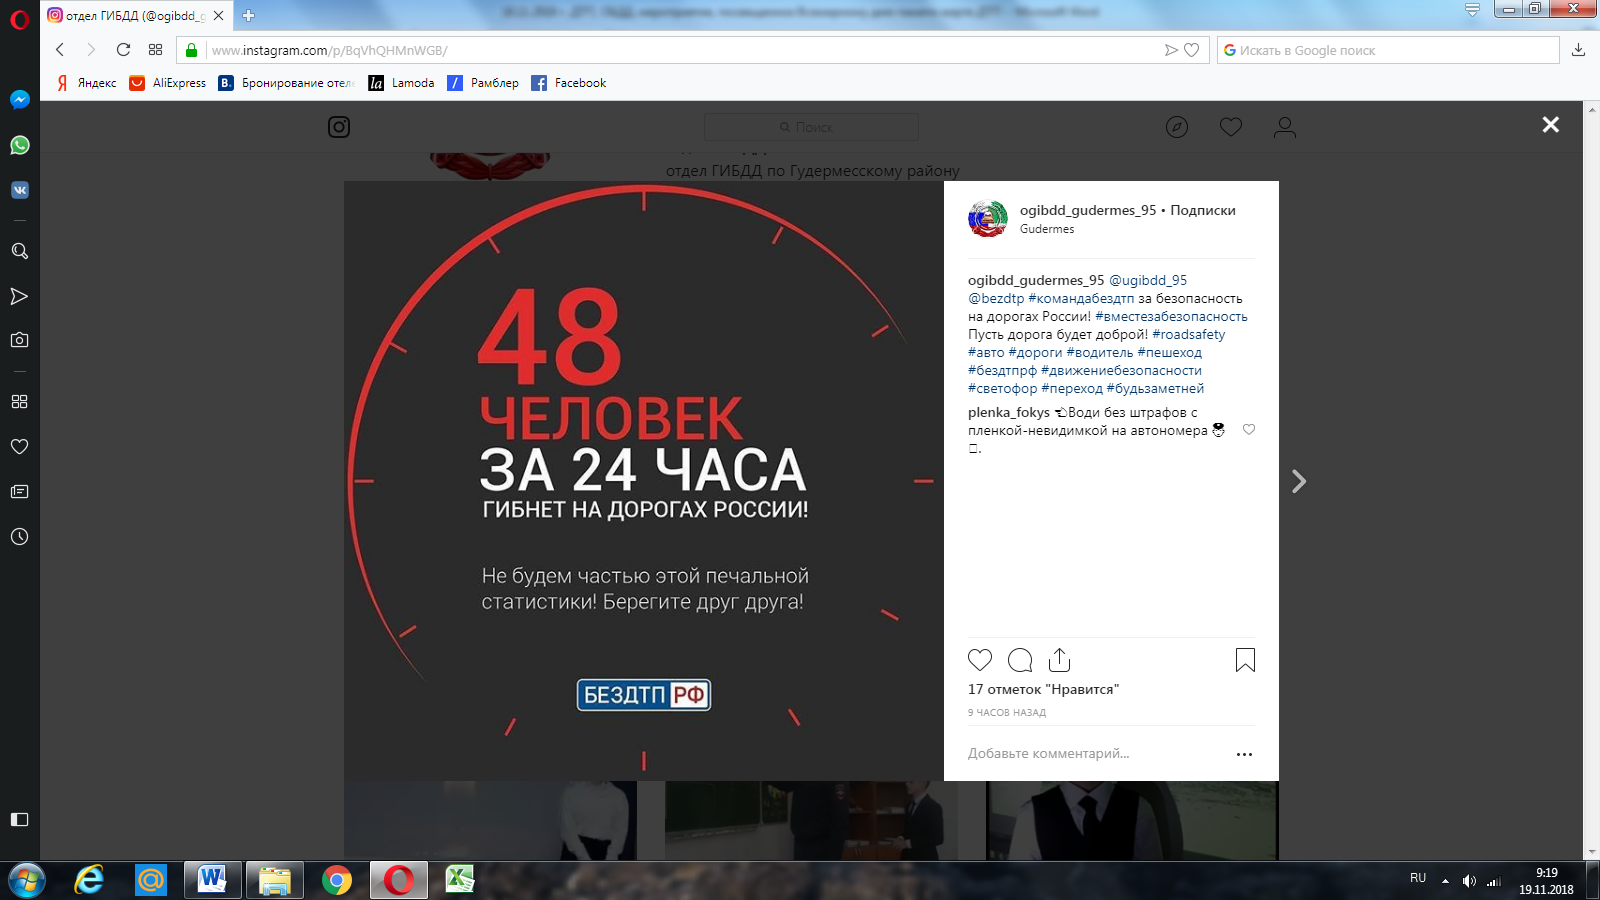 отдел ГИБДД (@ogibdd_g
www.instagram.com/p/BqVhQHMnWGB/
Искать в Google поиск
Яндекс
AliExpress
Бронирование отеле
Lamoda
Рамблер
Facebook
Поиск
отдел ГИБДД по Гудермесскому району
48
ЧЕЛОВЕК
ЗА 24 ЧАСА
ГИБНЕТ НА ДОРОГАХ РОССИИ!
Не будем частью этой печальной
статистики! Берегите друг друга!
БЕЗДТП РФ
ogibdd_gudermes_95 • Подписки
Gudermes
ogibdd_gudermes_95 @ugibdd_95
@bezdtp #командабездтп за безопасность
на дорогах России! #вместезабезопасность
Пусть дорога будет доброй! #roadsafety
#авто #дороги #водитель #пешеход
#бездтпрф #движениебезопасности
#светофор #переход #будьзаметней
plenka_fokys Води без штрафов с
пленкой-невидимкой на автономера
17 отметок "Нравится"
9 ЧАСОВ НАЗАД
Добавьте комментарий...
RU
9:19
19.11.2018